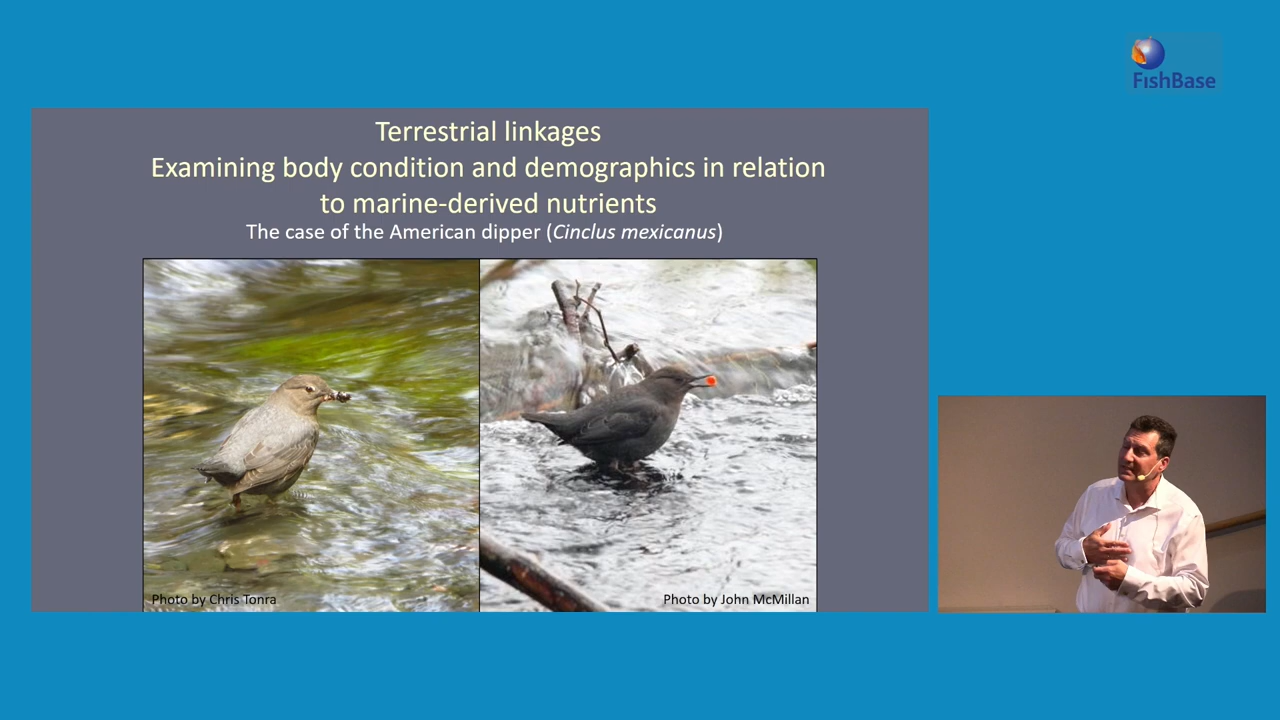 FishBase
Terrestrial linkages
Examining body condition and demographics in relation
to marine-derived nutrients
The case of the American dipper (Cinclus mexicanus)
Photo by Chris Tonra
Photo by John McMillan